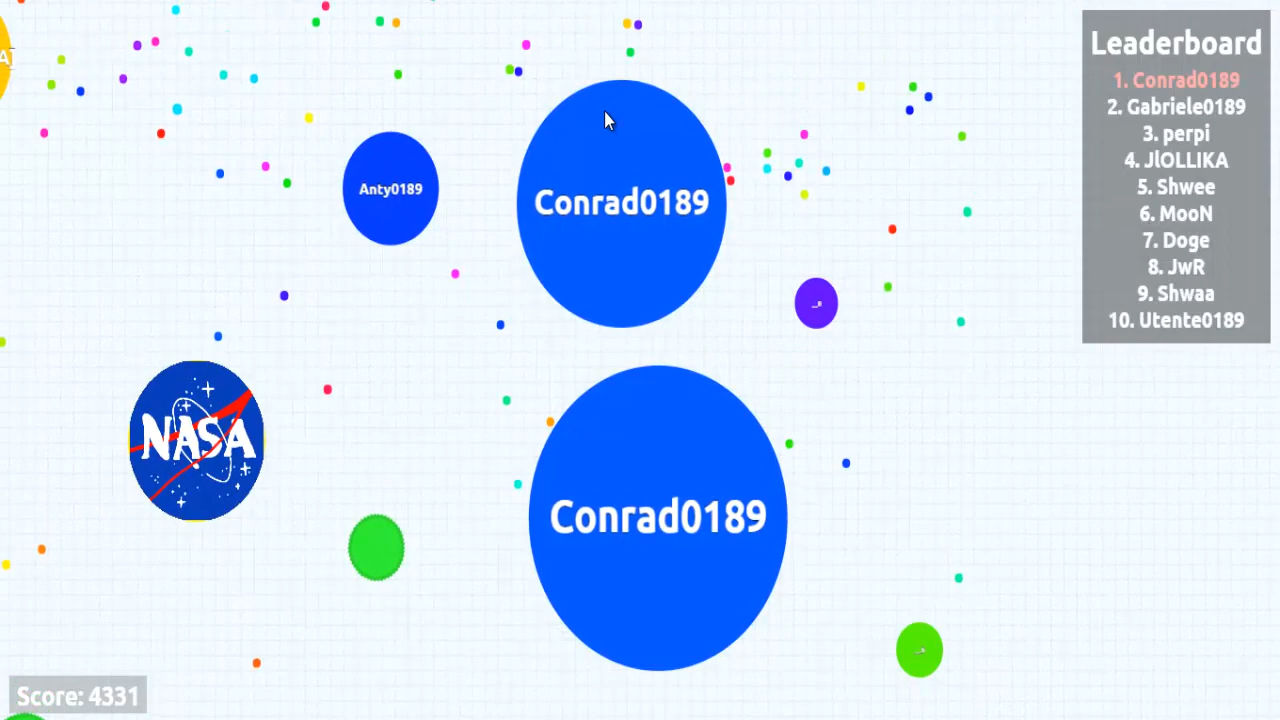 A]
Leaderboard
1. Conrad0189
2. Gabriele0189
3. perpi
4. JlOLLIKA
5. Shwee
6. MooN
7. Doge
8. JwR
9. Shwaa
10. Utente0189
Anty0189
Conrad0189
NASA
Conrad0189
Score: 4331